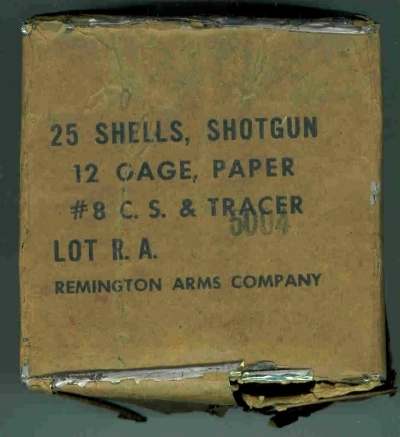 25 SHELLS, SHOTGUN
12 GAGE, PAPER
#8 C. S. & TRACER
5004
LOT R. A.
REMINGTON ARMS COMPANY